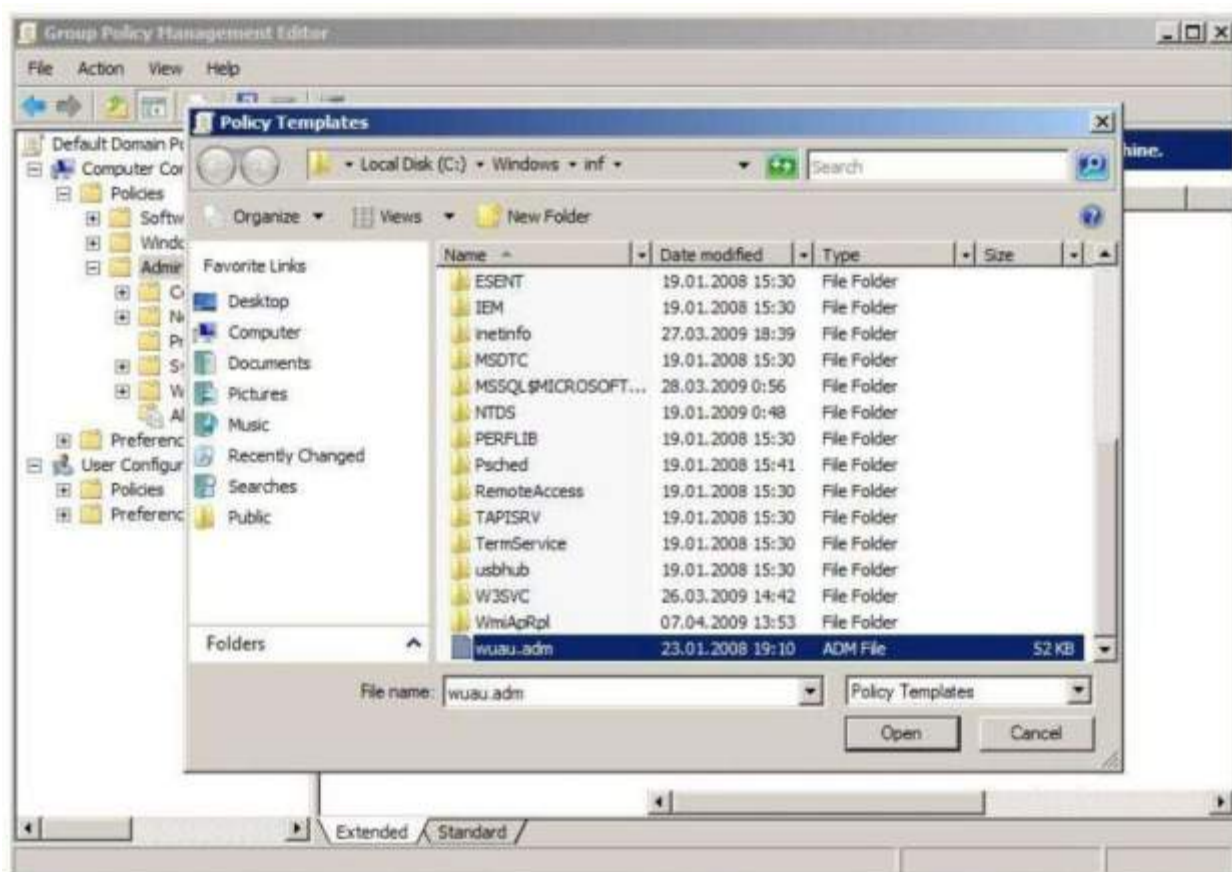 Group Policy Management Editor
File Action View Help
Policy Templates
Local Disk (C:) Windows inf
Search
hine.
Organize Views New Folder
Default Domain Po
Computer Cor
Policies
Softw
Windo
Admir
Preferenc
User Configur
Policies
Preferenc
Favorite Links
Desktop
Computer
Documents
Pictures
Music
Recently Changed
Searches
Public
Folders
Name Date modified Type Size
ESENT 19.01.2008 15:30 File Folder
IEM 19.01.2008 15:30 File Folder
inetinfo 27.03.2009 18:39 File Folder
MSDTC 19.01.2008 15:30 File Folder
MSSQL$MICROSOFT... 28.03.2009 0:56 File Folder
NTDS 19.01.2009 0:48 File Folder
PERFLIB 19.01.2008 15:30 File Folder
Psched 19.01.2008 15:41 File Folder
RemoteAccess 19.01.2008 15:30 File Folder
TAPISRV 19.01.2008 15:30 File Folder
TermService 19.01.2008 15:30 File Folder
usbhub 19.01.2008 15:30 File Folder
W3SVC 26.03.2009 14:42 File Folder
WmiApRpl 07.04.2009 13:53 File Folder
wuau.adm 23.01.2008 19:10 ADM File 52 KB
File name: wuau.adm Policy Templates
Open Cancel
Extended Standard